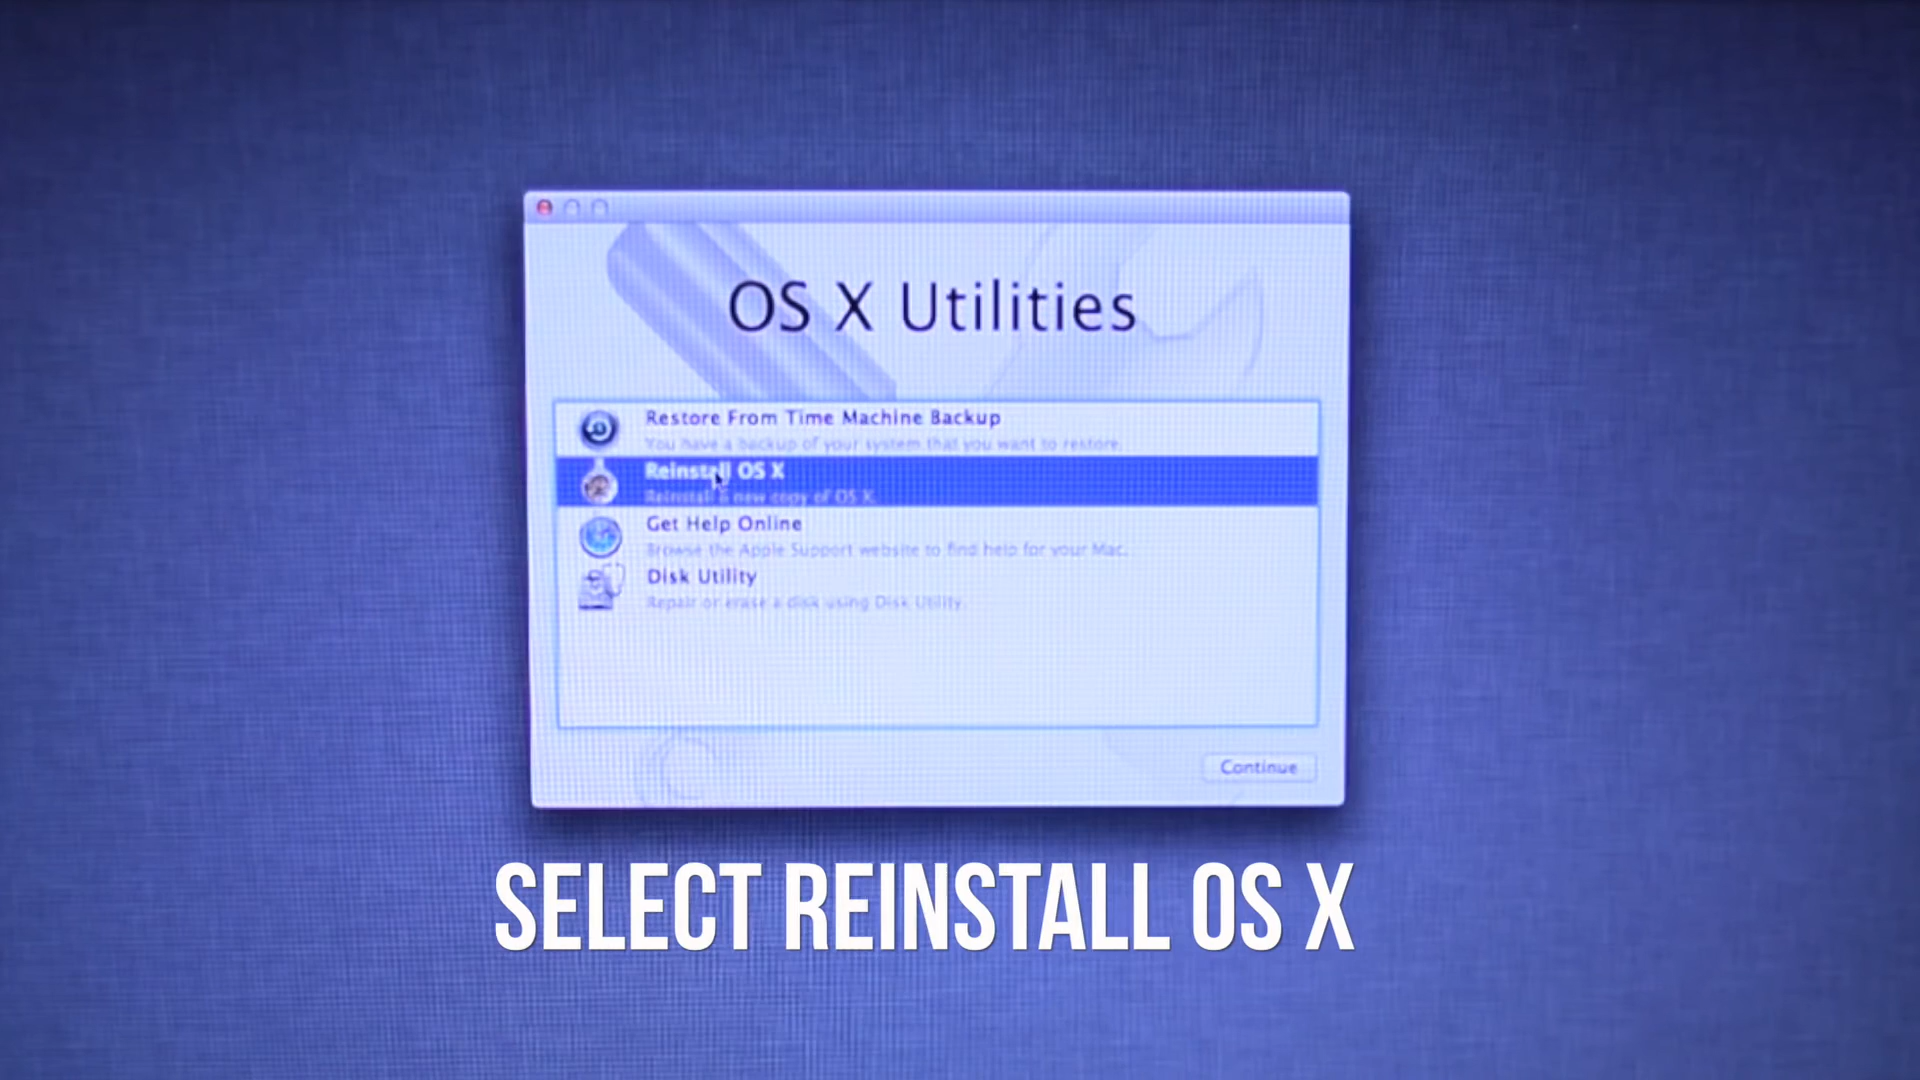 OS X Utilities
Restore From Time Machine Backup
You have a backup of your system that you want to restore.
Reinstall OS X
Reinstall a new copy of OS X.
Get Help Online
Browse the Apple Support website to find help for your Mac.
Disk Utility
Repair or erase a disk using Disk Utility.
Continue
SELECT REINSTALL OS X